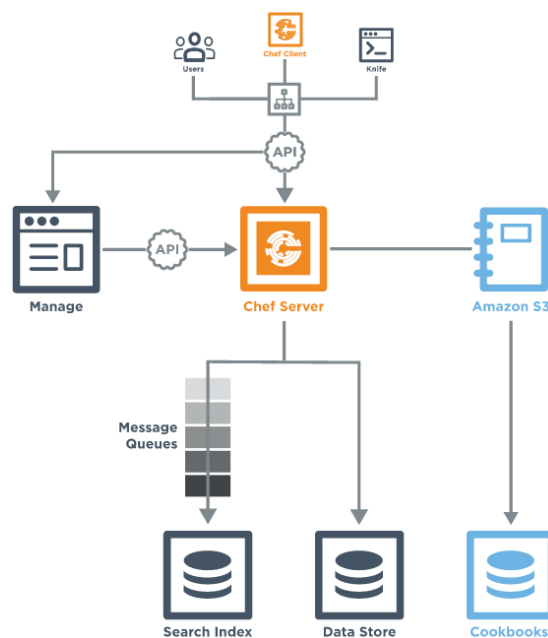 Chef Client
Users
Knife
API
API
Manage
Chef Server
Amazon S3
Message
Queues
Search Index
Data Store
Cookbooks